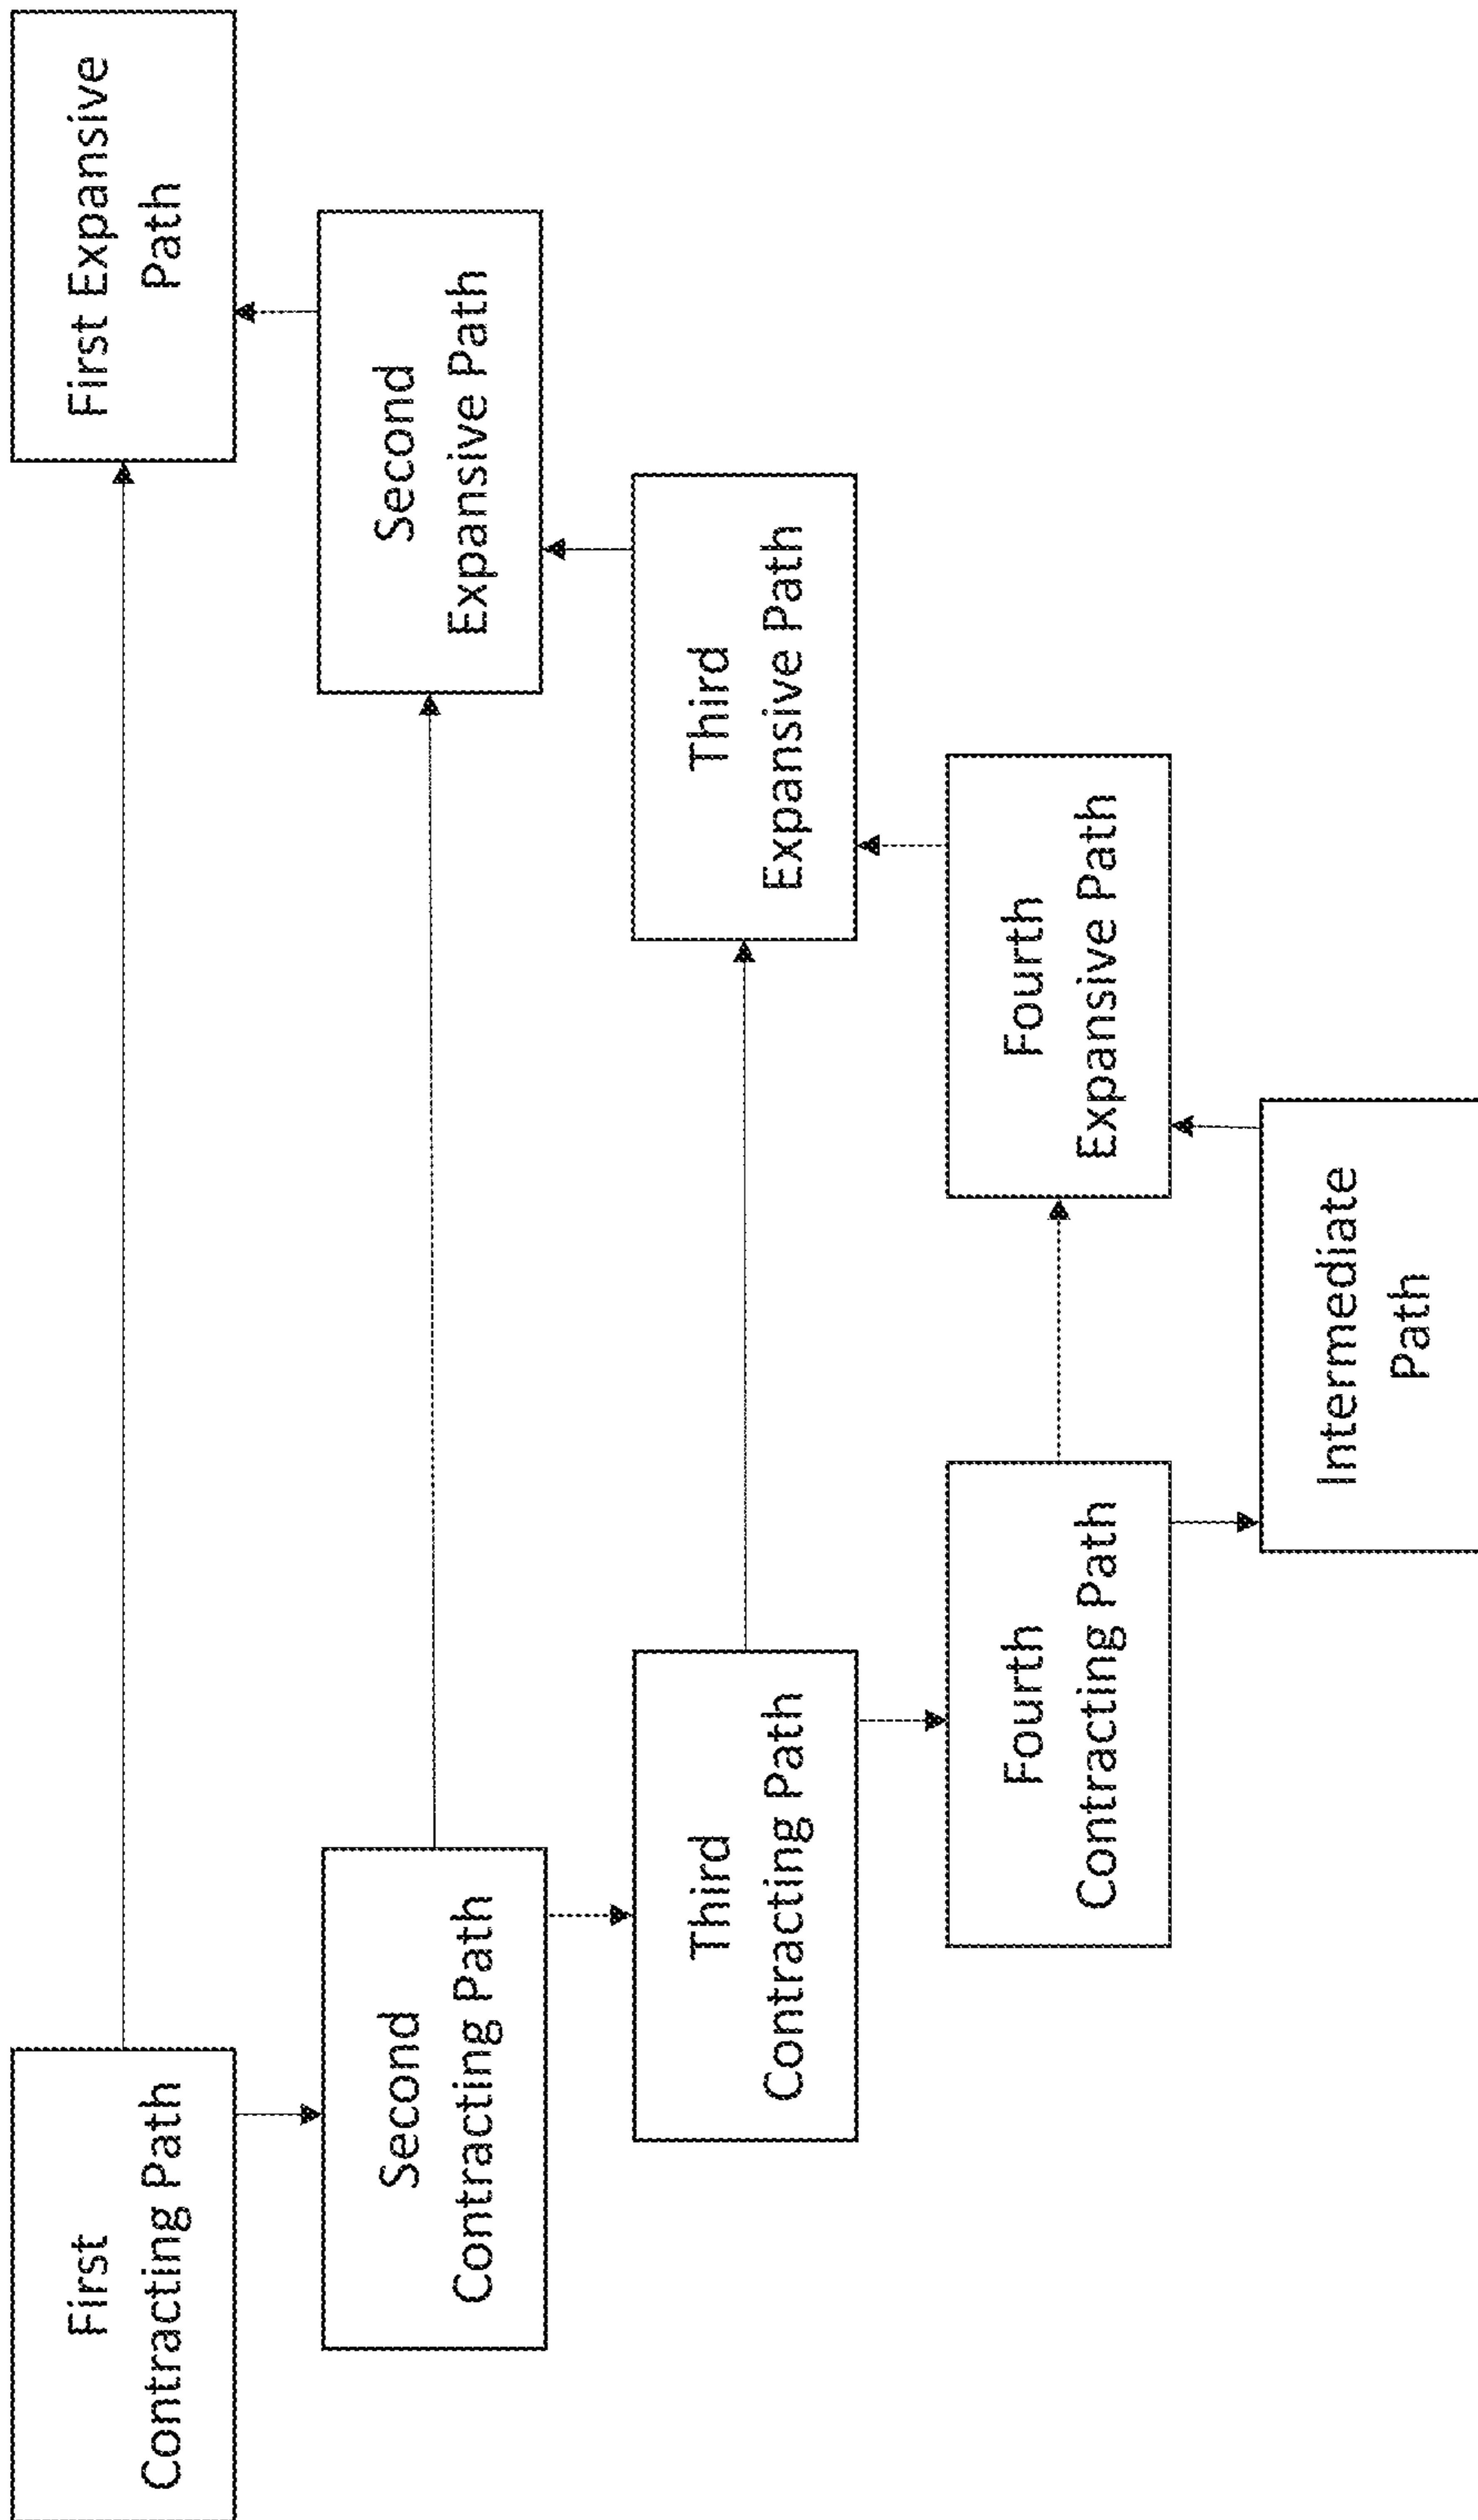 First
Contracting Path
First Expansive
Path
Second
Contracting Path
Second
Expansive Path
Third
Contracting Path
Third
Expansive Path
Fourth
Contracting Path
Fourth
Expansive Path
Intermediate
Path